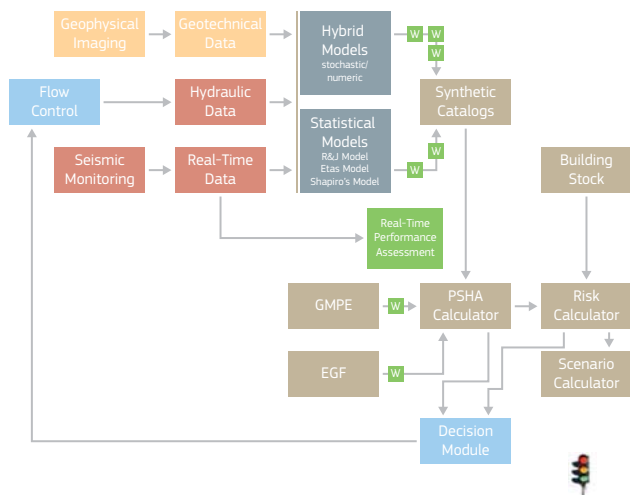 Geophysical
Imaging
Geotechnical
Data
Hybrid
Models
stochastic/
numeric
W
W
W
Flow
Control
Hydraulic
Data
Synthetic
Catalogs
Statistical
Models
R&J Model
Etas Model
Shapiro's Model
W
W
Seismic
Monitoring
Real-Time
Data
Building
Stock
Real-Time
Performance
Assessment
GMPE
W
PSHA
Calculator
Risk
Calculator
EGF
W
Scenario
Calculator
Decision
Module